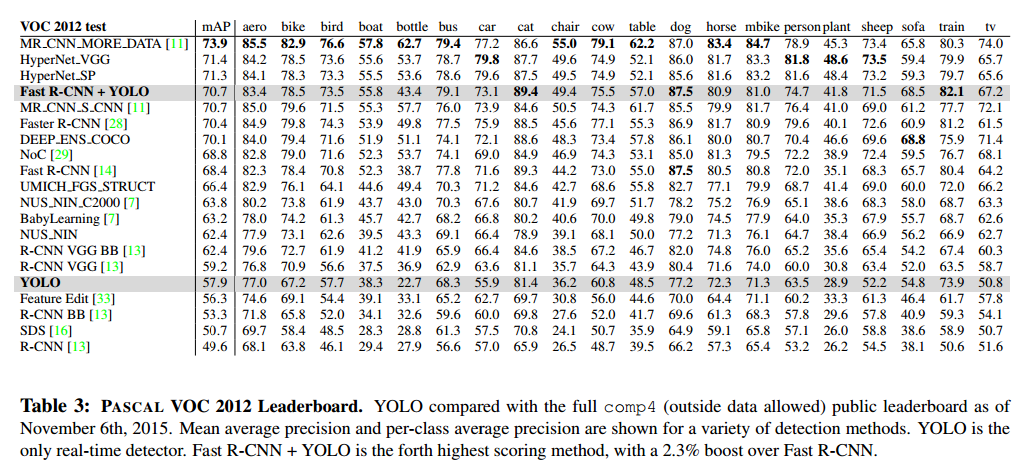 VOC 2012 test mAP aero bike bird boat bottle bus car cat chair cow table dog horse mbike person plant sheep sofa train tv
MR_CNN_MORE_DATA [11] 73.9 85.5 82.9 76.6 57.8 62.7 79.4 77.2 86.6 55.0 79.1 62.2 87.0 83.4 84.7 78.9 45.3 73.4 65.8 80.3 74.0
HyperNet_VGG 71.4 84.2 78.5 73.6 55.6 53.7 78.7 79.8 87.7 49.6 74.9 52.1 86.0 81.7 83.3 81.8 48.6 73.5 59.4 79.9 65.7
HyperNet_SP 71.3 84.1 78.3 73.3 55.5 53.6 78.6 79.6 87.5 49.5 74.9 52.1 85.6 81.6 83.2 81.6 48.4 73.2 59.3 79.7 65.6
Fast R-CNN + YOLO 70.7 83.4 78.5 73.5 55.8 43.4 79.1 73.1 89.4 49.4 75.5 57.0 87.5 80.9 81.0 74.7 41.8 71.5 68.5 82.1 67.2
MR_CNN_S_CNN [11] 70.7 85.0 79.6 71.5 55.3 57.7 76.0 73.9 84.6 50.5 74.3 61.7 85.5 79.9 81.7 76.4 41.0 69.0 61.2 77.7 72.1
Faster R-CNN [28] 70.4 84.9 79.8 74.3 53.9 49.8 77.5 75.9 88.5 45.6 77.1 55.3 86.9 81.7 80.9 79.6 40.1 72.6 60.9 81.2 61.5
DEEP_ENS_COCO 70.1 84.0 79.4 71.6 51.9 51.1 74.1 72.1 88.6 48.3 73.4 57.8 86.1 80.0 80.7 70.4 46.6 69.6 68.8 75.9 71.4
NoC [29] 68.8 82.8 79.0 71.6 52.3 53.7 74.1 69.0 84.9 46.9 74.3 53.1 85.0 81.3 79.5 72.2 38.9 72.4 59.5 76.7 68.1
Fast R-CNN [14] 68.4 82.3 78.4 70.8 52.3 38.7 77.8 71.6 89.3 44.2 73.0 55.0 87.5 80.5 80.8 72.0 35.1 68.3 65.7 80.4 64.2
UMICH_FGS_STRUCT 66.4 82.9 76.1 64.1 44.6 49.4 70.3 71.2 84.6 42.7 68.6 55.8 82.7 77.1 79.9 68.7 41.4 69.0 60.0 72.0 66.2
NUS_NIN_C2000 [7] 63.8 80.2 73.8 61.9 43.7 43.0 70.3 67.6 80.7 41.9 69.7 51.7 78.2 75.2 76.9 65.1 38.6 68.3 58.0 68.7 63.3
BabyLearning [7] 63.2 78.0 74.2 61.3 45.7 42.7 68.2 66.8 80.2 40.6 70.0 49.8 79.0 74.5 77.9 64.0 35.3 67.9 55.7 68.7 62.6
NUS_NIN 62.4 77.9 73.1 62.6 39.5 43.3 69.1 66.4 78.9 39.1 68.1 50.0 77.2 71.3 76.1 64.7 38.4 66.9 56.2 66.9 62.7
R-CNN VGG BB [13] 62.4 79.6 72.7 61.9 41.2 41.9 65.9 66.4 84.6 38.5 67.2 46.7 82.0 74.8 76.0 65.2 35.6 65.4 54.2 67.4 60.3
R-CNN VGG [13] 59.2 76.8 70.9 56.6 37.5 36.9 62.9 63.6 81.1 35.7 64.3 43.9 80.4 71.6 74.0 60.0 30.8 63.4 52.0 63.5 58.7
YOLO 57.9 77.0 67.2 57.7 38.3 22.7 68.3 55.9 81.4 36.2 60.8 48.5 77.2 72.3 71.3 63.5 28.9 52.2 54.8 73.9 50.8
Feature Edit [33] 56.3 74.6 69.1 54.4 39.1 33.1 65.2 62.7 69.7 30.8 56.0 44.6 70.0 64.4 71.1 60.2 33.3 61.3 46.4 61.7 57.8
R-CNN BB [13] 53.3 71.8 65.8 52.0 34.1 32.6 59.6 60.0 69.8 27.6 52.0 41.7 69.6 61.3 68.3 57.8 29.6 57.8 40.9 59.3 54.1
SDS [16] 50.7 69.7 58.4 48.5 28.3 28.8 61.3 57.5 70.8 24.1 50.7 35.9 64.9 59.1 65.8 57.1 26.0 58.8 38.6 58.9 50.7
R-CNN [13] 49.6 68.1 63.8 46.1 29.4 27.9 56.6 57.0 65.9 26.5 48.7 39.5 66.2 57.3 65.4 53.2 26.2 54.5 38.1 50.6 51.6
Table 3: PASCAL VOC 2012 Leaderboard. YOLO compared with the full comp4 (outside data allowed) public leaderboard as of
November 6th, 2015. Mean average precision and per-class average precision are shown for a variety of detection methods. YOLO is the
only real-time detector. Fast R-CNN + YOLO is the forth highest scoring method, with a 2.3% boost over Fast R-CNN.